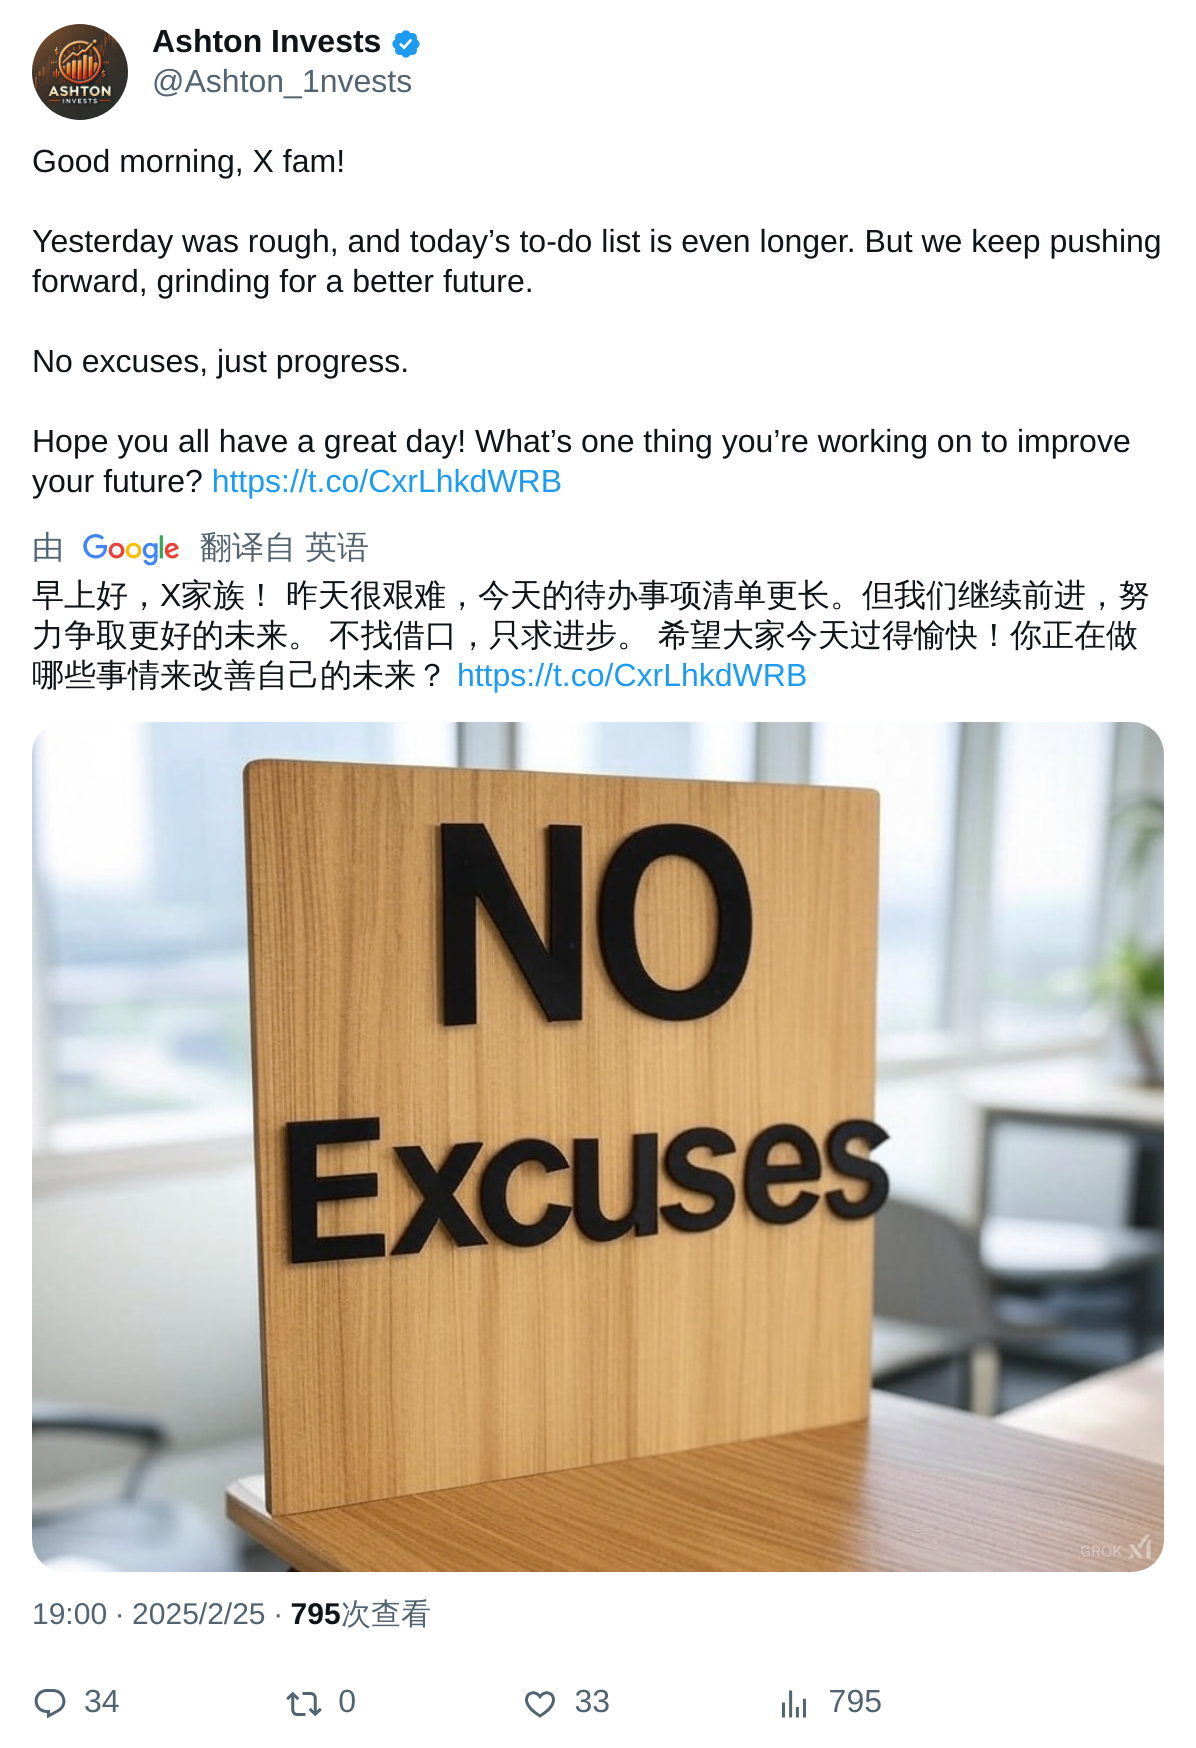 Ashton Invests
@Ashton_1nvests
ASHTON
INVESTS
Good morning, X fam!
Yesterday was rough, and today’s to-do list is even longer. But we keep pushing
forward, grinding for a better future.
No excuses, just progress.
Hope you all have a great day! What’s one thing you’re working on to improve
your future? https://t.co/CxrLhkdWRB
由 Google 翻译自 英语
早上好，X家族！ 昨天很艰难，今天的待办事项清单更长。但我们继续前进，努
力争取更好的未来。 不找借口，只求进步。 希望大家今天过得愉快！你正在做
哪些事情来改善自己的未来？ https://t.co/CxrLhkdWRB
NO
Excuses
GROK
19:00 · 2025/2/25 · 795次查看
34 0 33 795